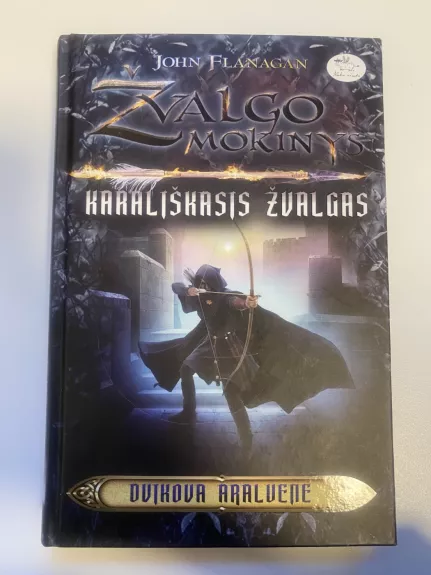 JOHN FLANAGAN
ŽVALGO
MOKINYS
KARALIŠKASIS ŽVALGAS
DVIKOVA ARALUENE